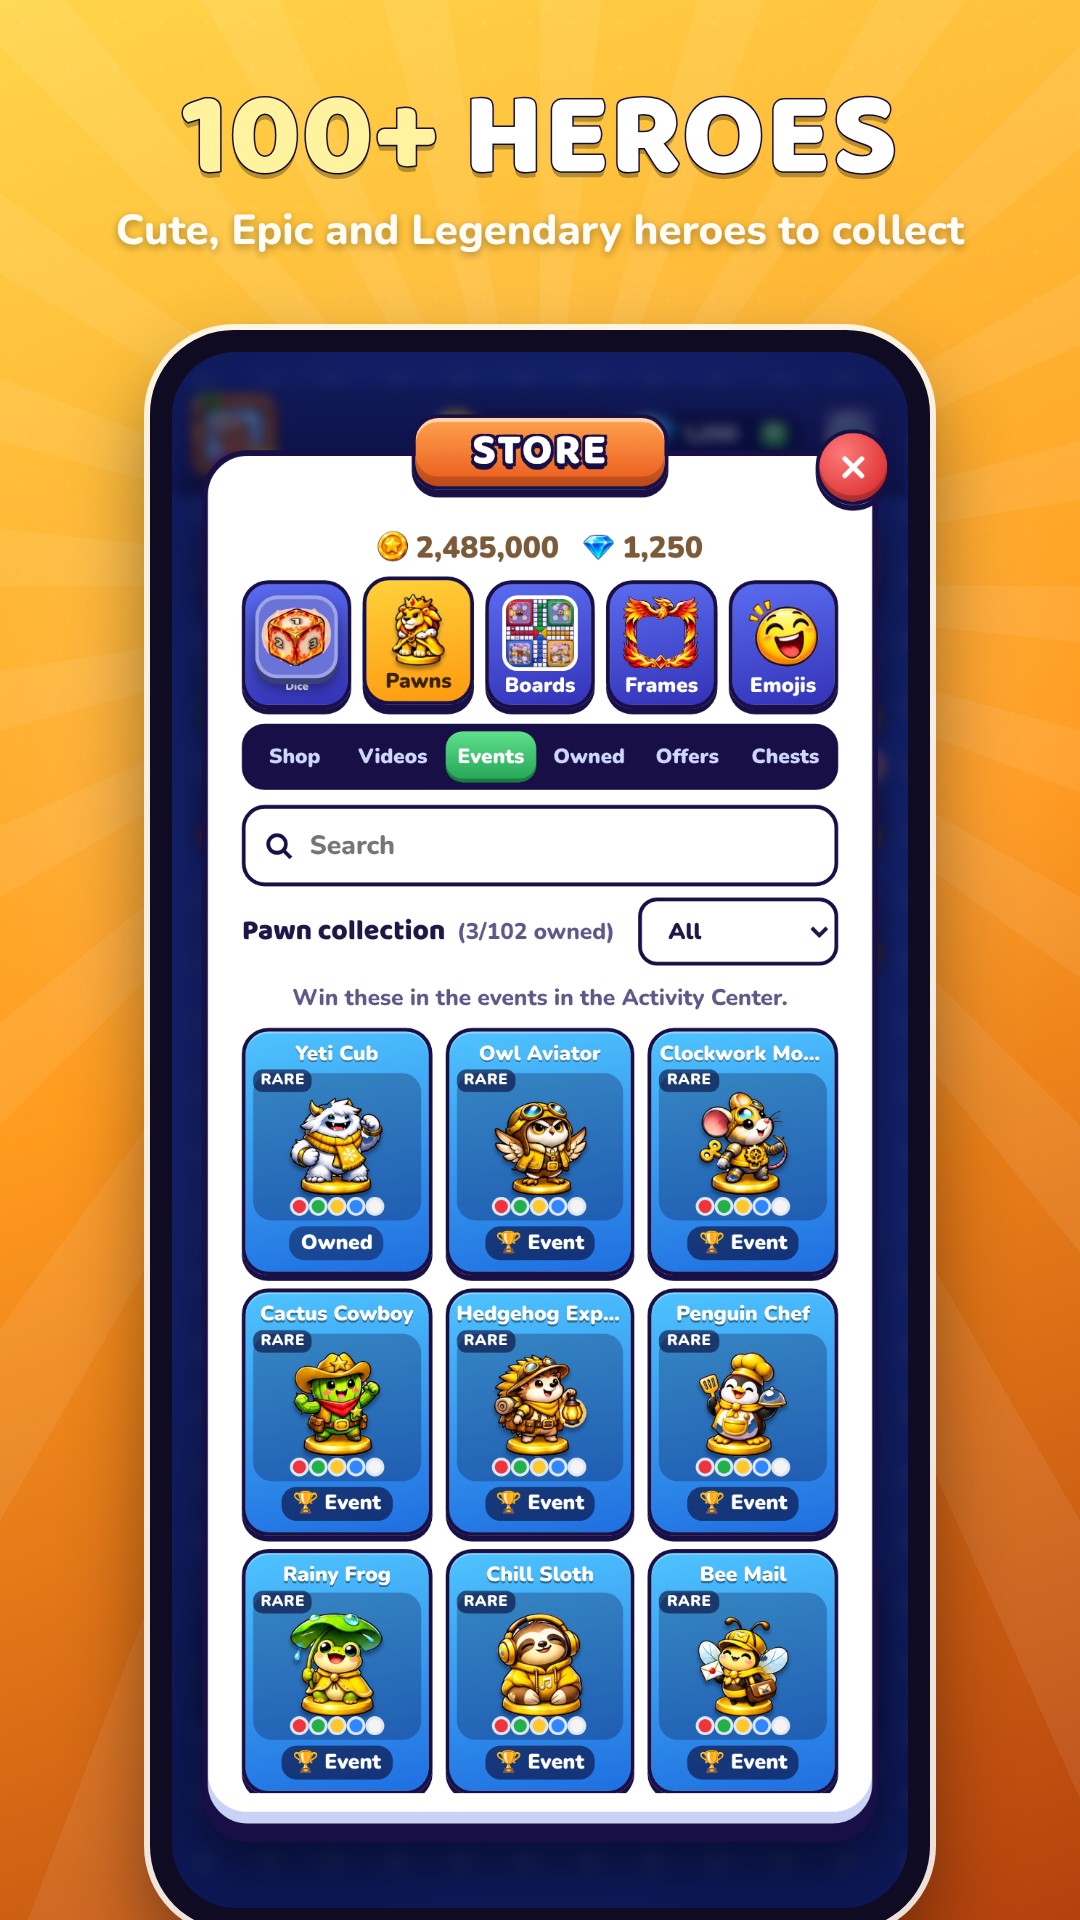 100+ HEROES
Cute, Epic and Legendary heroes to collect
STORE
2,485,000 1,250
Dice Pawns Boards Frames Emojis
Shop Videos Events Owned Offers Chests
Search
Pawn collection (3/102 owned) All
Win these in the events in the Activity Center.
Yeti Cub Owl Aviator Clockwork Mo...
RARE RARE RARE
Owned Event Event
Cactus Cowboy Hedgehog Exp... Penguin Chef
RARE RARE RARE
Event Event Event
Rainy Frog Chill Sloth Bee Mail
RARE RARE RARE
Event Event Event